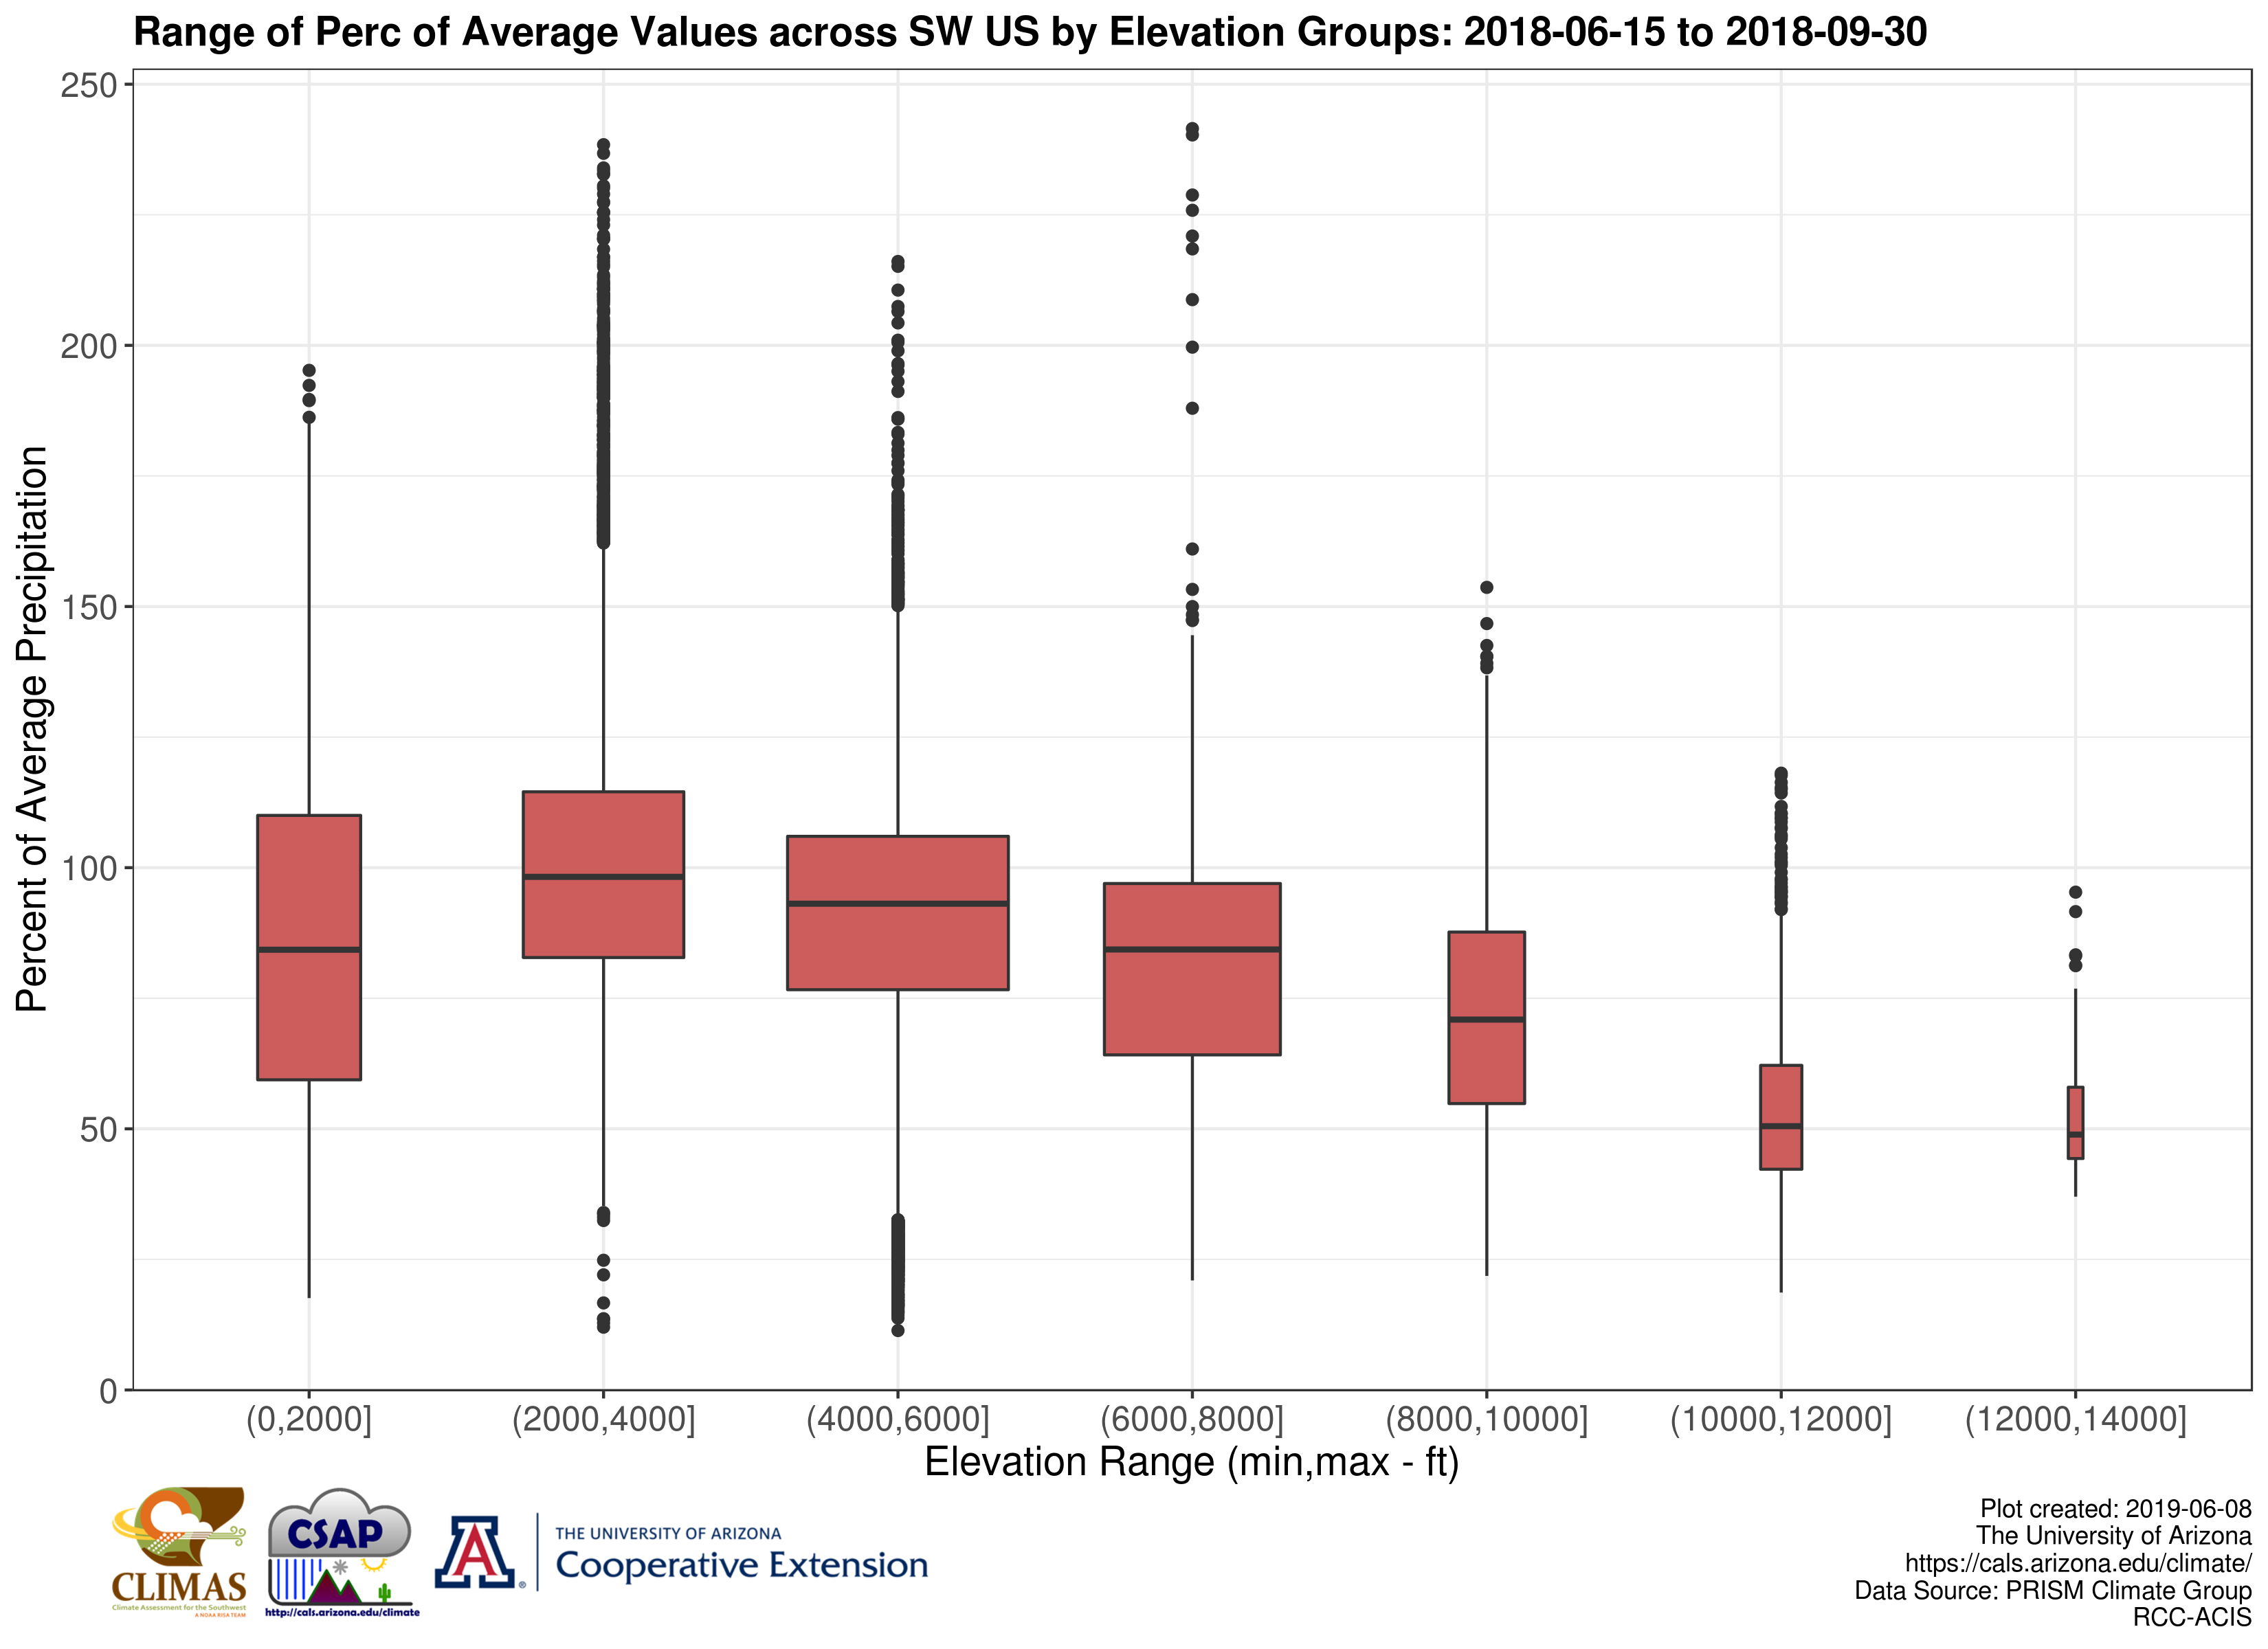 Range of Perc of Average Values across SW US by Elevation Groups: 2018-06-15 to 2018-09-30
Percent of Average Precipitation
250
200
150
100
50
0
(0,2000]
(2000,4000]
(4000,6000]
(6000,8000]
(8000,10000]
(10000,12000]
(12000,14000]
Elevation Range (min,max - ft)
CLIMAS
Climate Assessment for the Southwest
A NOAA RISA TEAM
CSAP
http://cals.arizona.edu/climate
A
®
THE UNIVERSITY OF ARIZONA
Cooperative Extension
Plot created: 2019-06-08
The University of Arizona
https://cals.arizona.edu/climate/
Data Source: PRISM Climate Group
RCC-ACIS